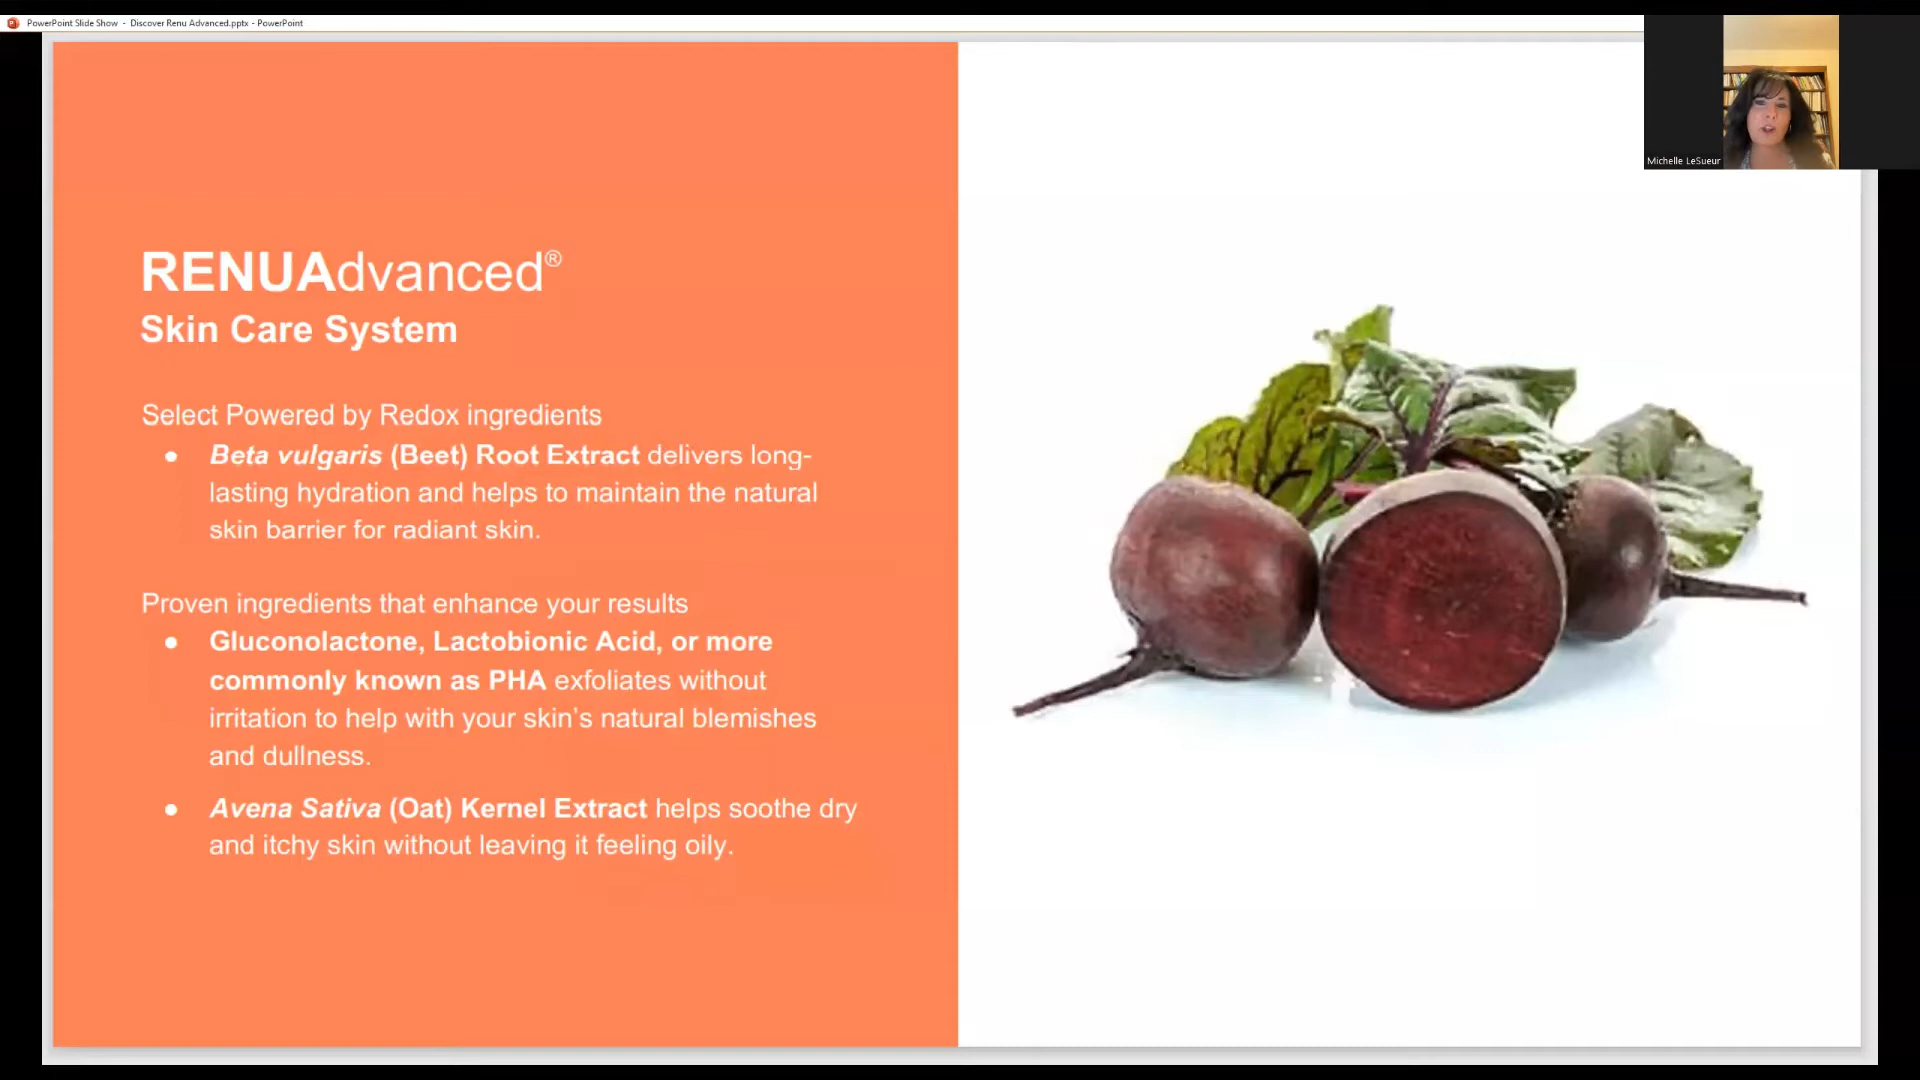 PowerPoint Slide Show - Discover Renu Advanced.pptx - PowerPoint
Michelle LeSueur
RENUAdvanced®
Skin Care System
Select Powered by Redox ingredients
● Beta vulgaris (Beet) Root Extract delivers long-
lasting hydration and helps to maintain the natural
skin barrier for radiant skin.
Proven ingredients that enhance your results
● Gluconolactone, Lactobionic Acid, or more
commonly known as PHA exfoliates without
irritation to help with your skin’s natural blemishes
and dullness.
● Avena Sativa (Oat) Kernel Extract helps soothe dry
and itchy skin without leaving it feeling oily.